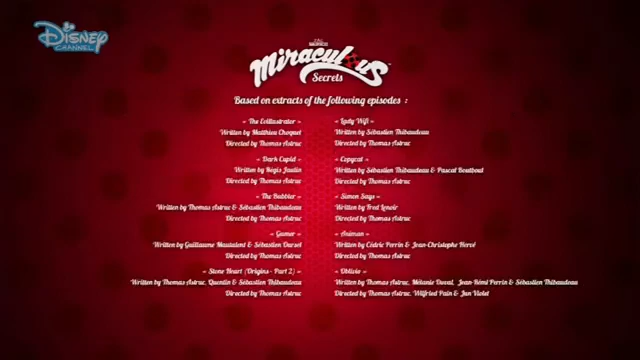 Disney
CHANNEL
Miraculous
Secrets
Based on extracts of the following episodes :
« The Evillustrator »
Written by Matthieu Choquet
Directed by Thomas Astruc
« Dark Cupid »
Written by Régis Jaulin
Directed by Thomas Astruc
« The Bubbler »
Written by Thomas Astruc & Sébastien Thibaudeau
Directed by Thomas Astruc
« Gamer »
Written by Guillaume Mautalent & Sébastien Oursel
Directed by Thomas Astruc
« Stone Heart (Origins - Part 2) »
Written by Thomas Astruc, Quentin & Sébastien Thibaudeau
Directed by Thomas Astruc
« Lady Wifi »
Written by Sébastien Thibaudeau
Directed by Thomas Astruc
« Copycat »
Written by Sébastien Thibaudeau & Pascal Boutboul
Directed by Thomas Astruc
« Simon Says »
Written by Fred Lenoir
Directed by Thomas Astruc
« Animan »
Written by Cédric Perrin & Jean-Christophe Hervé
Directed by Thomas Astruc
« Oblivio »
Written by Thomas Astruc, Mélanie Duval, Jean-Rémi Perrin & Sébastien Thibaudeau
Directed by Thomas Astruc, Wilfried Pain & Jun Violet